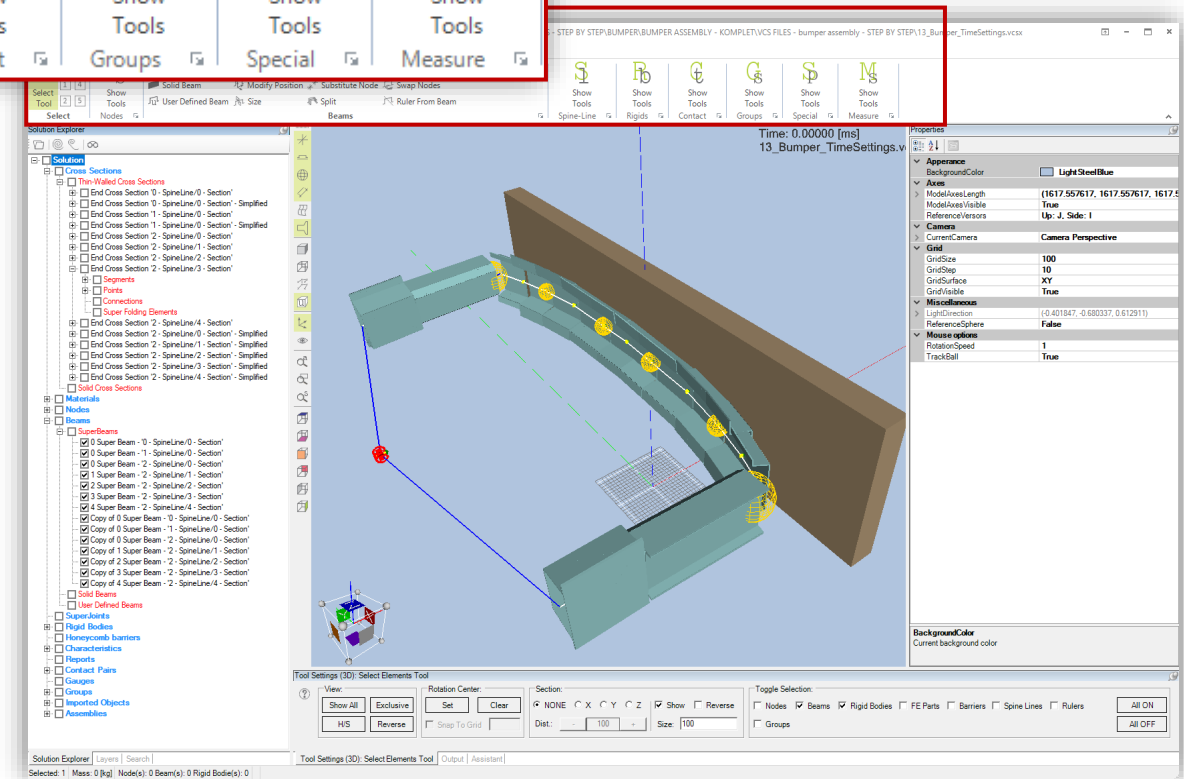 Show Show Show
Tools Tools Tools
Groups Special Measure
- STEP BY STEP\BUMPER\BUMPER ASSEMBLY - KOMPLET\VCS FILES - bumper assembly - STEP BY STEP\13_Bumper_TimeSettings.vcsx
S R C G S M
Show Show Show Show Show Show
Tools Tools Tools Tools Tools Tools
Spine-Line Rigids Contact Groups Special Measure
Select Tool
1 4
2 5
Select
Show
Tools
Nodes
Solid Beam Modify Position Substitute Node Swap Nodes
User Defined Beam Size Split Ruler From Beam
Beams
Solution Explorer
Solution
Cross Sections
Thin-Walled Cross Sections
End Cross Section '0 - SpineLine/0 - Section'
End Cross Section '0 - SpineLine/0 - Section' - Simplified
End Cross Section '1 - SpineLine/0 - Section'
End Cross Section '1 - SpineLine/0 - Section' - Simplified
End Cross Section '2 - SpineLine/0 - Section'
End Cross Section '2 - SpineLine/1 - Section'
End Cross Section '2 - SpineLine/2 - Section'
End Cross Section '2 - SpineLine/3 - Section'
Segments
Points
Connections
Super Folding Elements
End Cross Section '2 - SpineLine/4 - Section'
End Cross Section '2 - SpineLine/0 - Section' - Simplified
End Cross Section '2 - SpineLine/1 - Section' - Simplified
End Cross Section '2 - SpineLine/2 - Section' - Simplified
End Cross Section '2 - SpineLine/3 - Section' - Simplified
End Cross Section '2 - SpineLine/4 - Section' - Simplified
Solid Cross Sections
Materials
Nodes
Beams
SuperBeams
0 Super Beam - '0 - SpineLine/0 - Section'
0 Super Beam - '1 - SpineLine/0 - Section'
0 Super Beam - '2 - SpineLine/0 - Section'
1 Super Beam - '2 - SpineLine/1 - Section'
2 Super Beam - '2 - SpineLine/2 - Section'
3 Super Beam - '2 - SpineLine/3 - Section'
4 Super Beam - '2 - SpineLine/4 - Section'
Copy of 0 Super Beam - '0 - SpineLine/0 - Section'
Copy of 0 Super Beam - '1 - SpineLine/0 - Section'
Copy of 0 Super Beam - '2 - SpineLine/0 - Section'
Copy of 1 Super Beam - '2 - SpineLine/1 - Section'
Copy of 2 Super Beam - '2 - SpineLine/2 - Section'
Copy of 3 Super Beam - '2 - SpineLine/3 - Section'
Copy of 4 Super Beam - '2 - SpineLine/4 - Section'
Solid Beams
User Defined Beams
SuperJoints
Rigid Bodies
Honeycomb barriers
Characteristics
Reports
Contact Pairs
Gauges
Groups
Imported Objects
Assemblies
Solution Explorer Layers Search
Time: 0.00000 [ms]
13_Bumper_TimeSettings.v
Properties
Apperance
BackgroundColor LightSteelBlue
Axes
ModelAxesLength (1617.557617, 1617.557617, 1617.5
ModelAxesVisible True
ReferenceVersors Up: J, Side: I
Camera
CurrentCamera Camera Perspective
Grid
GridSize 100
GridStep 10
GridSurface XY
GridVisible True
Miscellaneous
LightDirection (-0.401847, -0.680337, 0.612911)
ReferenceSphere False
Mouse options
RotationSpeed 1
TrackBall True
BackgroundColor
Current background color
Tool Settings (3D): Select Elements Tool
View: Rotation Center: Section: Toggle Selection:
Show All Exclusive Set Clear NONE X Y Z Show Reverse Nodes Beams Rigid Bodies FE Parts Barriers Spine Lines Rulers All ON
H/S Reverse Snap To Grid Dist.: - 100 + Size: 100 Groups All OFF
Tool Settings (3D): Select Elements Tool Output Assistant
Selected: 1 Mass: 0 [kg] Node(s): 0 Beam(s): 0 Rigid Bodie(s): 0